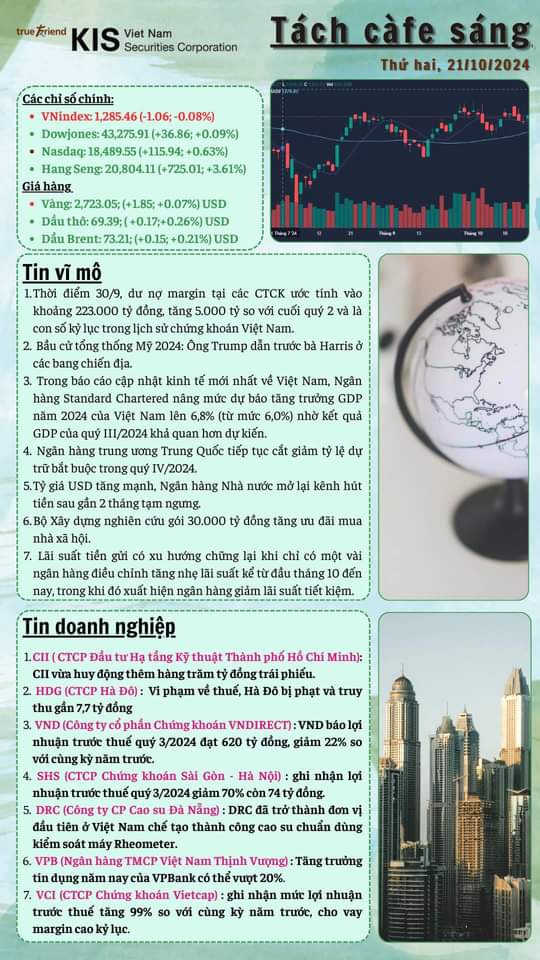 true friend KIS Viet Nam
Securities Corporation
Tách càfe sáng
Thứ hai, 21/10/2024
Các chỉ số chính:
• VNindex: 1,285.46 (-1.06; -0.08%)
• Dowjones: 43,275.91 (+36.86; +0.09%)
• Nasdaq: 18,489.55 (+115.94; +0.63%)
• Hang Seng: 20,804.11 (+725.01; +3.61%)
Giá hàng
• Vàng: 2,723.05; (+1.85; +0.07%) USD
• Dầu thô: 69.39; ( +0.17;+0.26%) USD
• Dầu Brent: 73.21; (+0.15; +0.21%) USD
Tháng 7'24 12 21 Tháng 9 13 Tháng 10 18
Tin vĩ mô
1.Thời điểm 30/9, dư nợ margin tại các CTCK ước tính vào
khoảng 223.000 tỷ đồng, tăng 5.000 tỷ so với cuối quý 2 và là
con số kỷ lục trong lịch sử chứng khoán Việt Nam.
2. Bầu cử tổng thống Mỹ 2024: Ông Trump dẫn trước bà Harris ở
các bang chiến địa.
3. Trong báo cáo cập nhật kinh tế mới nhất về Việt Nam, Ngân
hàng Standard Chartered nâng mức dự báo tăng trưởng GDP
năm 2024 của Việt Nam lên 6,8% (từ mức 6,0%) nhờ kết quả
GDP của quý III/2024 khả quan hơn dự kiến.
4. Ngân hàng trung ương Trung Quốc tiếp tục cắt giảm tỷ lệ dự
trữ bắt buộc trong quý IV/2024.
5.Tỷ giá USD tăng mạnh, Ngân hàng Nhà nước mở lại kênh hút
tiền sau gần 2 tháng tạm ngưng.
6.Bộ Xây dựng nghiên cứu gói 30.000 tỷ đồng tăng ưu đãi mua
nhà xã hội.
7. Lãi suất tiền gửi có xu hướng chững lại khi chỉ có một vài
ngân hàng điều chỉnh tăng nhẹ lãi suất kể từ đầu tháng 10 đến
nay, trong khi đó xuất hiện ngân hàng giảm lãi suất tiết kiệm.
Tin doanh nghiệp
1. CII ( CTCP Đầu tư Hạ tầng Kỹ thuật Thành phố Hồ Chí Minh):
CII vừa huy động thêm hàng trăm tỷ đồng trái phiếu.
2. HDG (CTCP Hà Đô) : Vi phạm về thuế, Hà Đô bị phạt và truy
thu gần 7,7 tỷ đồng
3. VND (Công ty cổ phần Chứng khoán VNDIRECT) : VND báo lợi
nhuận trước thuế quý 3/2024 đạt 620 tỷ đồng, giảm 22% so
với cùng kỳ năm trước.
4. SHS (CTCP Chứng khoán Sài Gòn - Hà Nội) : ghi nhận lợi
nhuận trước thuế quý 3/2024 giảm 70% còn 74 tỷ đồng.
5. DRC (Công ty CP Cao su Đà Nẵng) : DRC đã trở thành đơn vị
đầu tiên ở Việt Nam chế tạo thành công cao su chuẩn dùng
kiểm soát máy Rheometer.
6. VPB (Ngân hàng TMCP Việt Nam Thịnh Vượng) : Tăng trưởng
tín dụng năm nay của VPBank có thể vượt 20%.
7. VCI (CTCP Chứng khoán Vietcap) : ghi nhận mức lợi nhuận
trước thuế tăng 99% so với cùng kỳ năm trước, cho vay
margin cao kỷ lục.